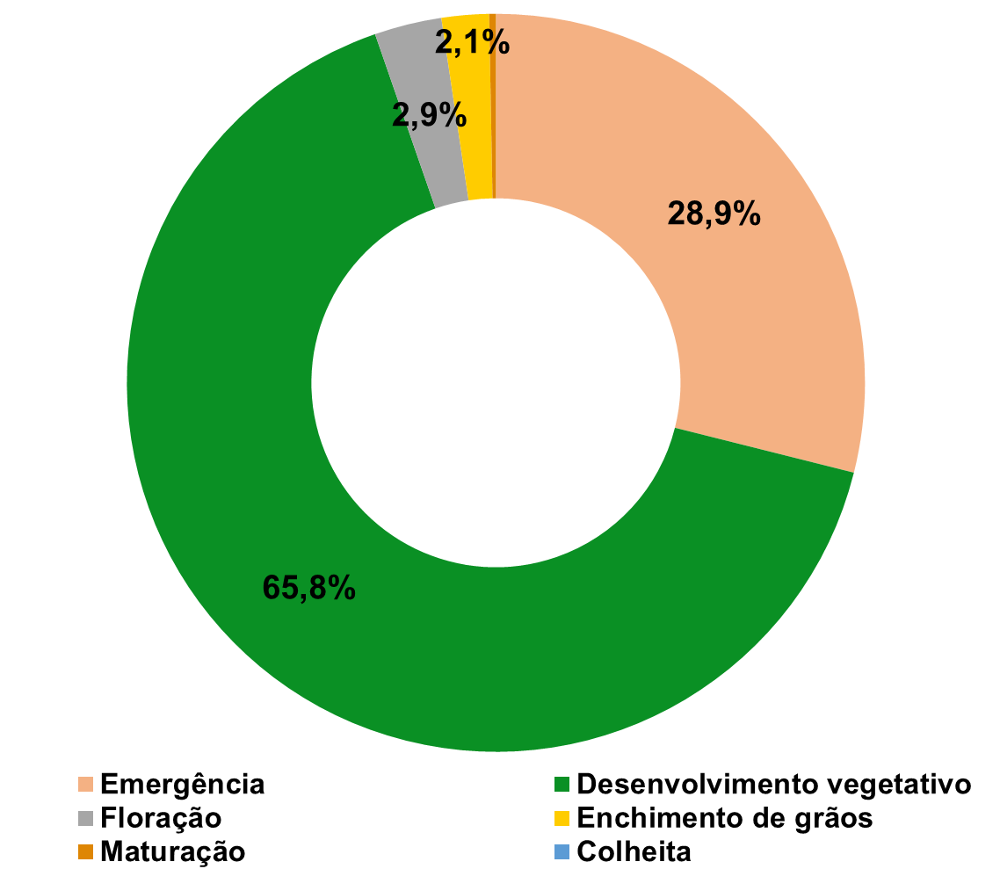 2,1%
2,9%
28,9%
65,8%
Emergência
Desenvolvimento vegetativo
Floração
Enchimento de grãos
Maturação
Colheita